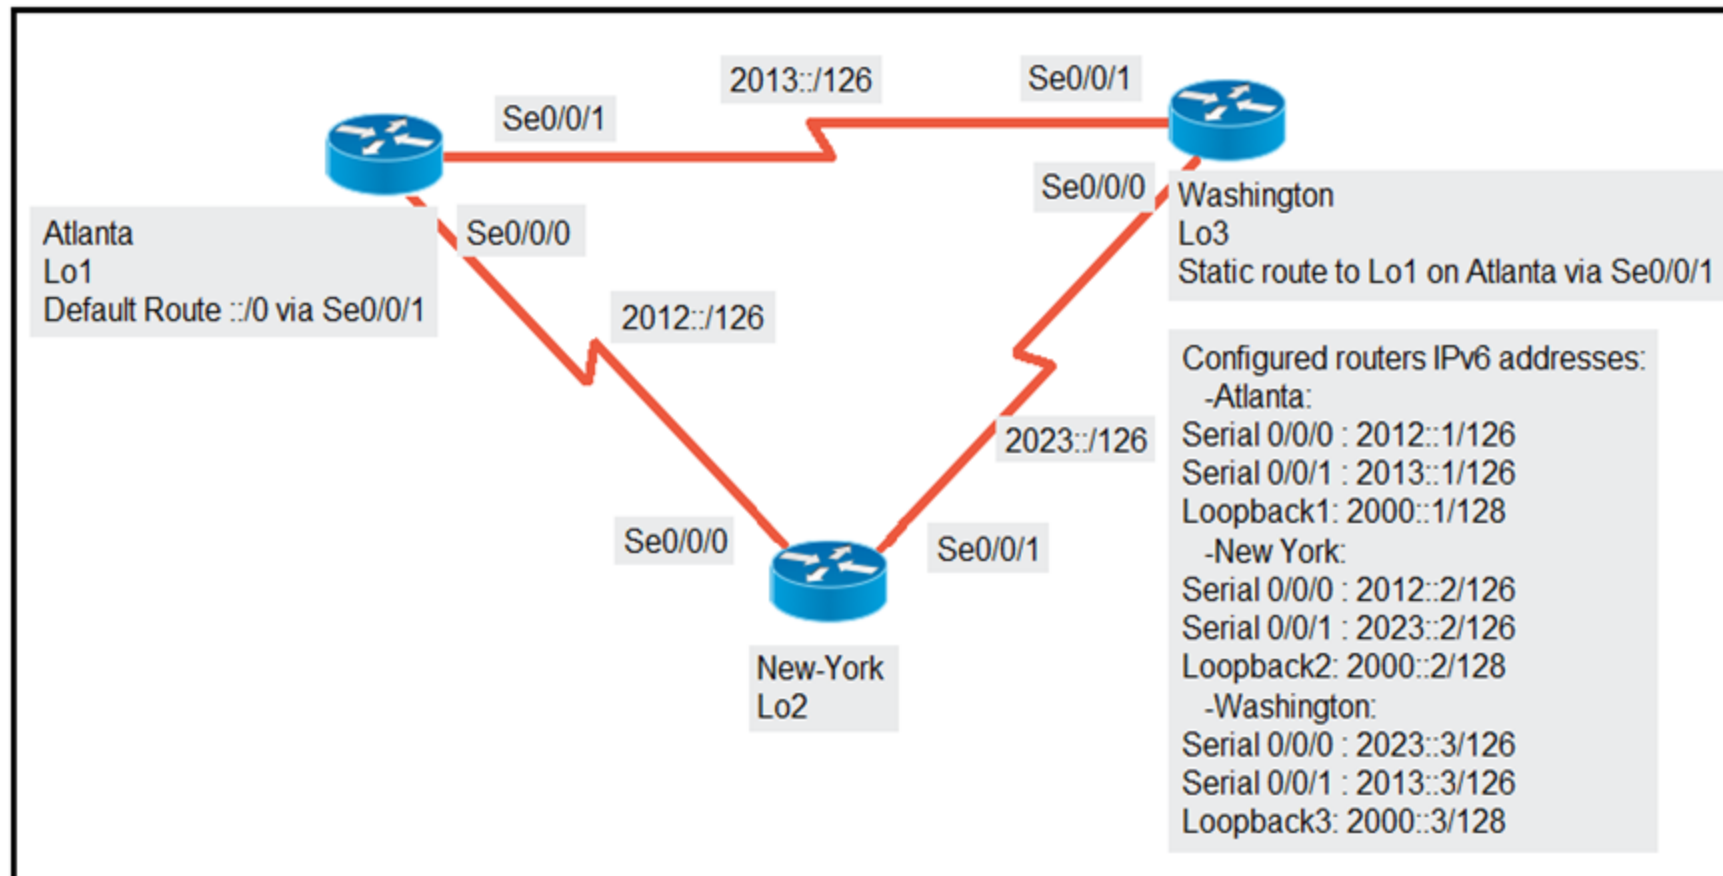 2013::/126
Se0/0/1
Se0/0/1
Se0/0/0
Washington
Lo3
Static route to Lo1 on Atlanta via Se0/0/1
Atlanta
Lo1
Default Route ::/0 via Se0/0/1
Se0/0/0
2012::/126
2023::/126
Se0/0/0
Se0/0/1
New-York
Lo2
Configured routers IPv6 addresses:
-Atlanta:
Serial 0/0/0 : 2012::1/126
Serial 0/0/1 : 2013::1/126
Loopback1: 2000::1/128
-New York:
Serial 0/0/0 : 2012::2/126
Serial 0/0/1 : 2023::2/126
Loopback2: 2000::2/128
-Washington:
Serial 0/0/0 : 2023::3/126
Serial 0/0/1 : 2013::3/126
Loopback3: 2000::3/128